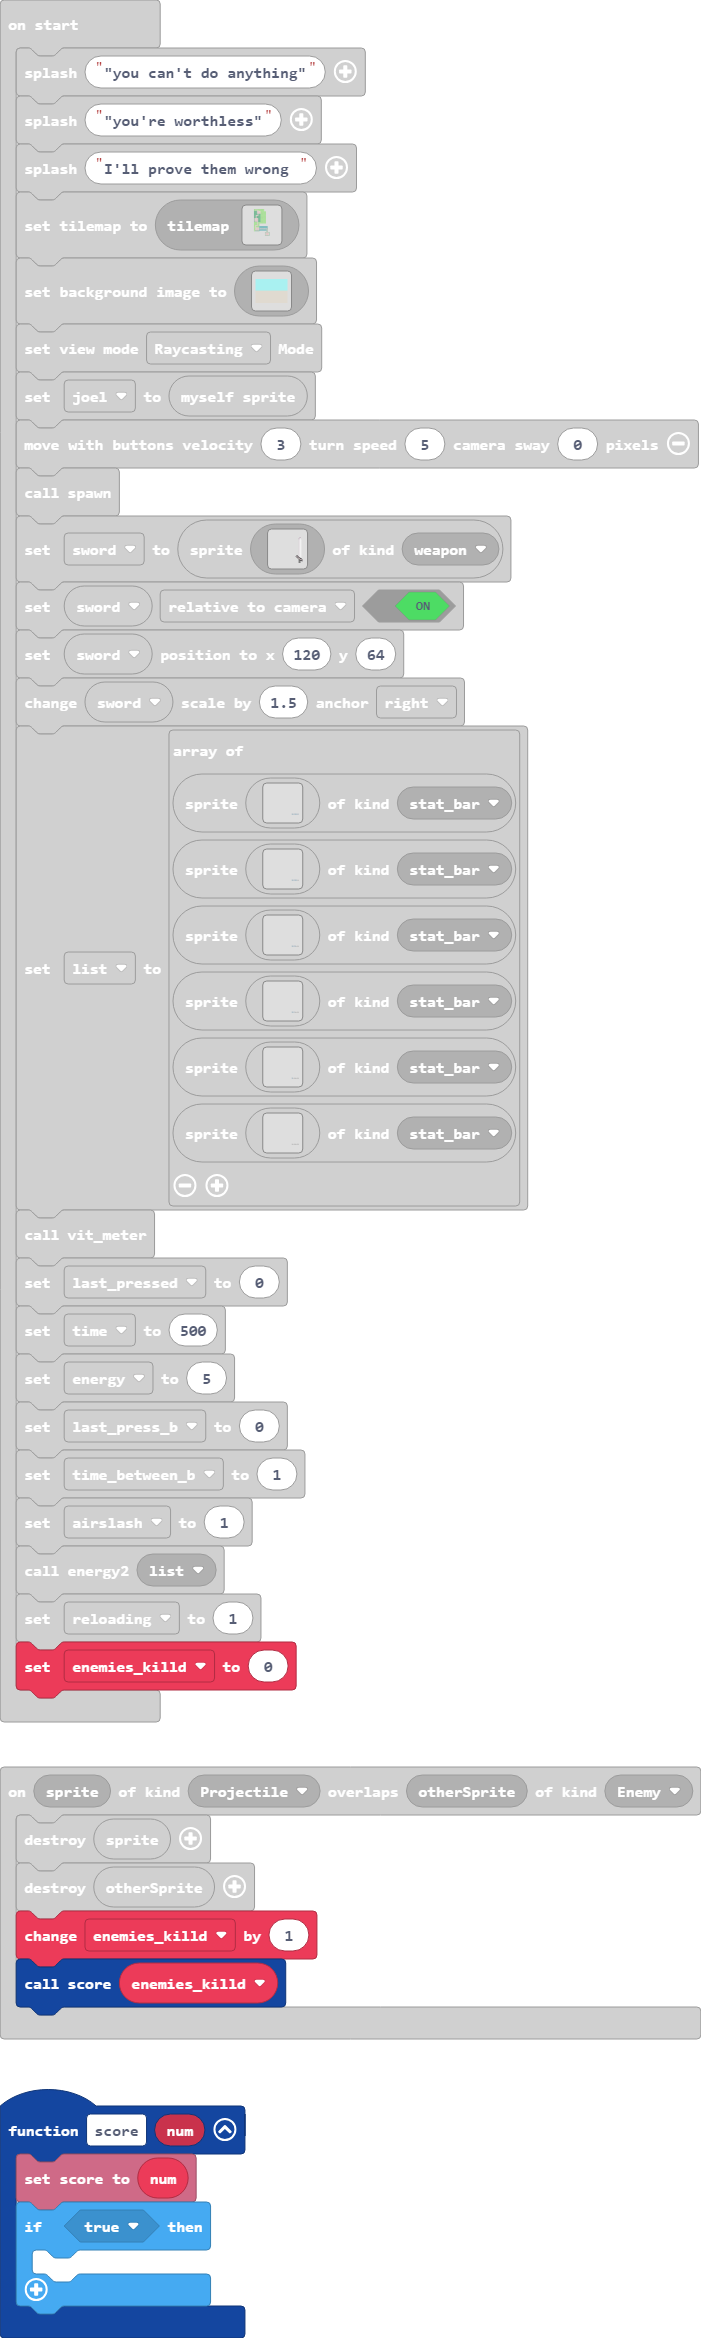 on start
splash ""you can't do anything""
splash ""you're worthless""
splash "I'll prove them wrong "
set tilemap to tilemap
set background image to
set view mode Raycasting Mode
set joel to myself sprite
move with buttons velocity 3 turn speed 5 camera sway 0 pixels
call spawn
set sword to sprite of kind weapon
set sword relative to camera ON
set sword position to x 120 y 64
change sword scale by 1.5 anchor right
array of
sprite of kind stat_bar
sprite of kind stat_bar
sprite of kind stat_bar
set list to
sprite of kind stat_bar
sprite of kind stat_bar
sprite of kind stat_bar
call vit_meter
set last_pressed to 0
set time to 500
set energy to 5
set last_press_b to 0
set time_between_b to 1
set airslash to 1
call energy2 list
set reloading to 1
set enemies_killd to 0
on sprite of kind Projectile overlaps otherSprite of kind Enemy
destroy sprite
destroy otherSprite
change enemies_killd by 1
call score enemies_killd
function score num
set score to num
if true then